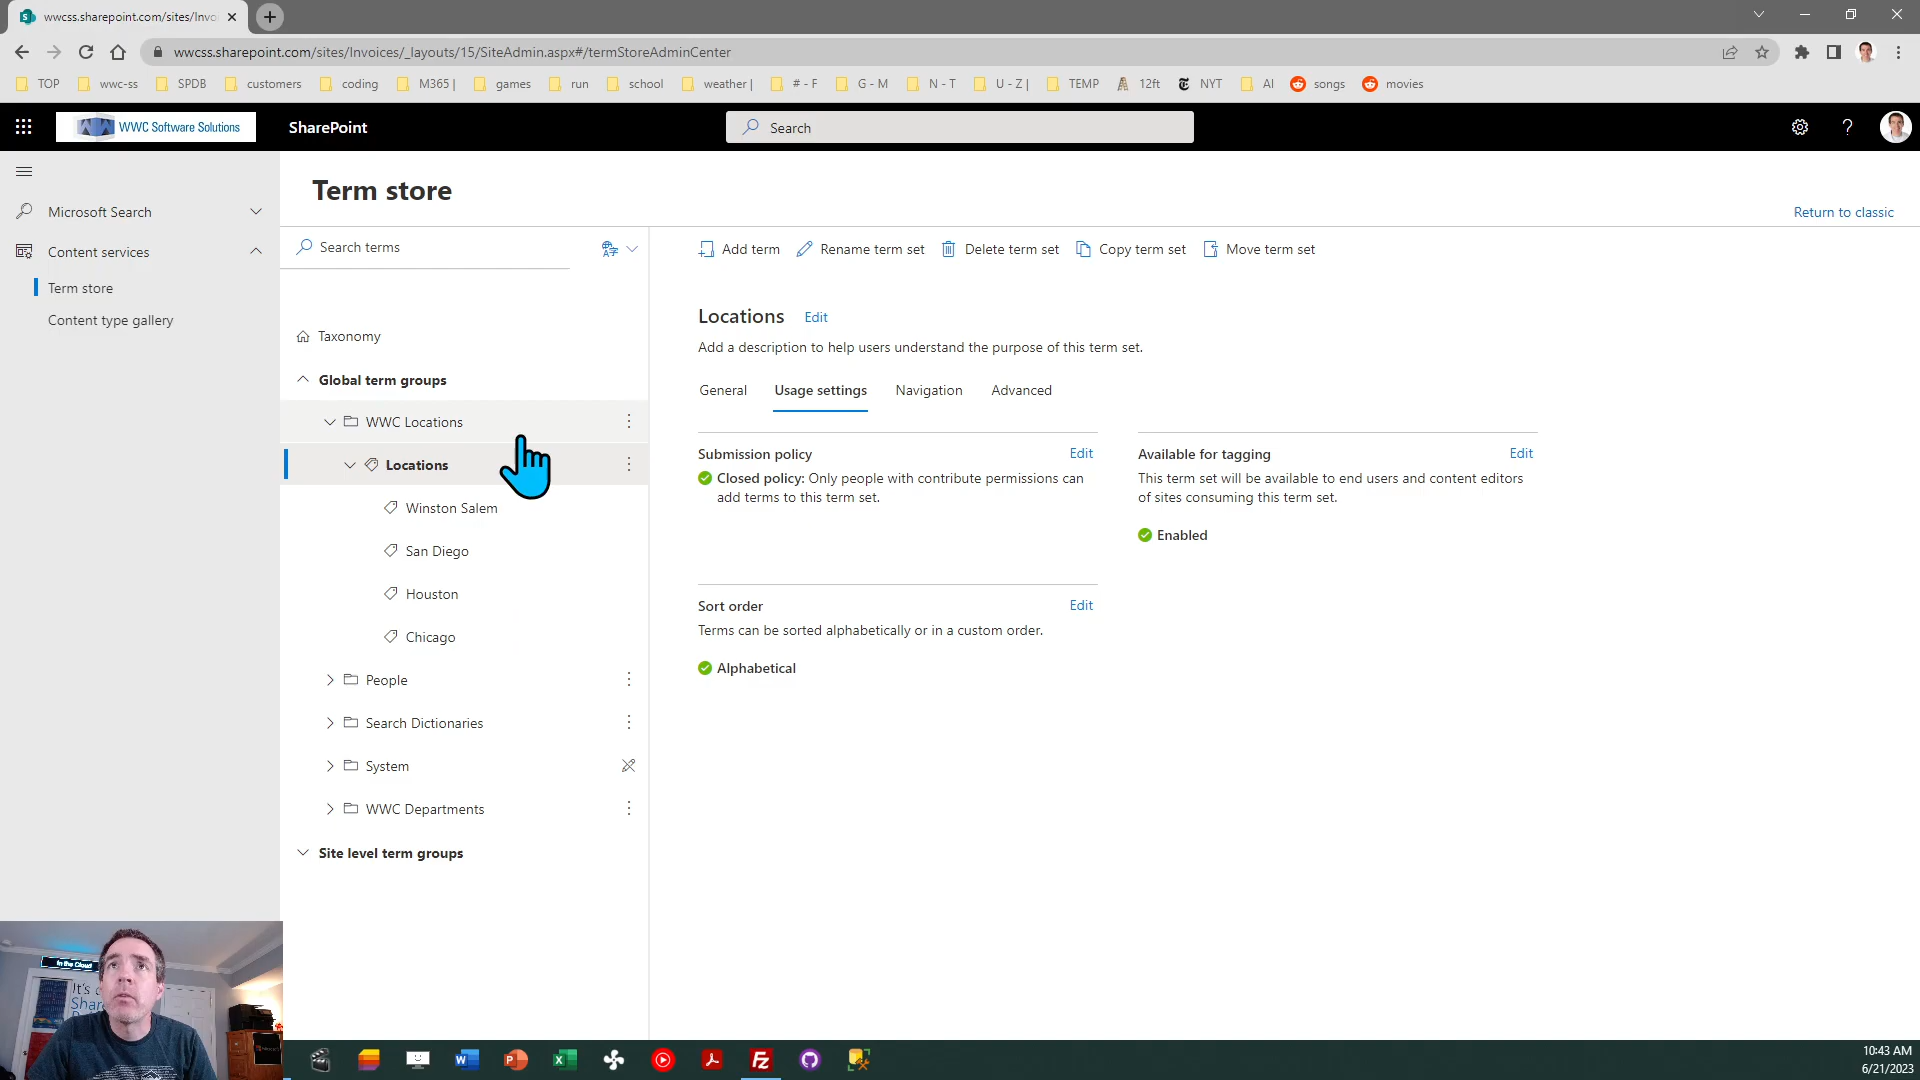 wwcss.sharepoint.com/sites/Invo
wwcss.sharepoint.com/sites/Invoices/_layouts/15/SiteAdmin.aspx#/termStoreAdminCenter
TOP
wwc-ss
SPDB
customers
coding
M365 |
games
run
school
weather |
# - F
G - M
N - T
U - Z |
TEMP
12ft
NYT
AI
songs
movies
WWC Software Solutions
SharePoint
Search
?
Microsoft Search
Content services
Term store
Content type gallery
Term store
Return to classic
Search terms
Taxonomy
Global term groups
WWC Locations
Locations
Winston Salem
San Diego
Houston
Chicago
People
Search Dictionaries
System
WWC Departments
Site level term groups
Add term
Rename term set
Delete term set
Copy term set
Move term set
Locations Edit
Add a description to help users understand the purpose of this term set.
General
Usage settings
Navigation
Advanced
Submission policy Edit
Closed policy: Only people with contribute permissions can
add terms to this term set.
Available for tagging Edit
This term set will be available to end users and content editors
of sites consuming this term set.
Enabled
Sort order Edit
Terms can be sorted alphabetically or in a custom order.
Alphabetical
In the Cloud
It's
Share
10:43 AM
6/21/2023